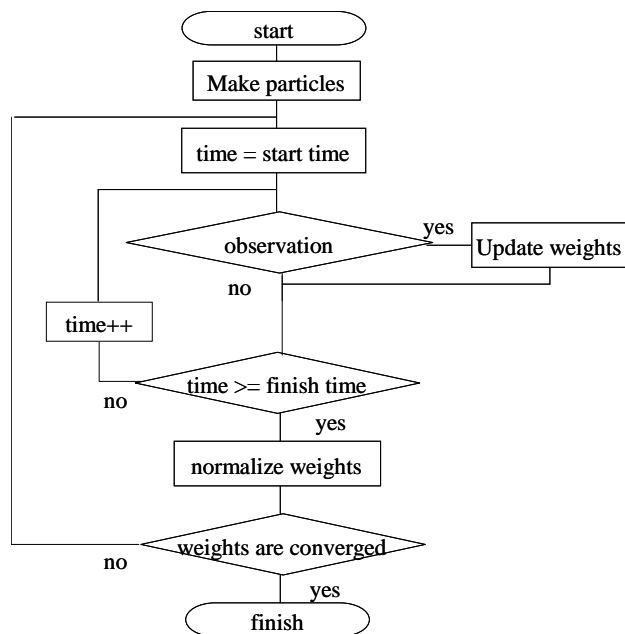 start
Make particles
time = start time
yes
observation
Update weights
no
time++
time >= finish time
no
yes
normalize weights
weights are converged
no
yes
finish